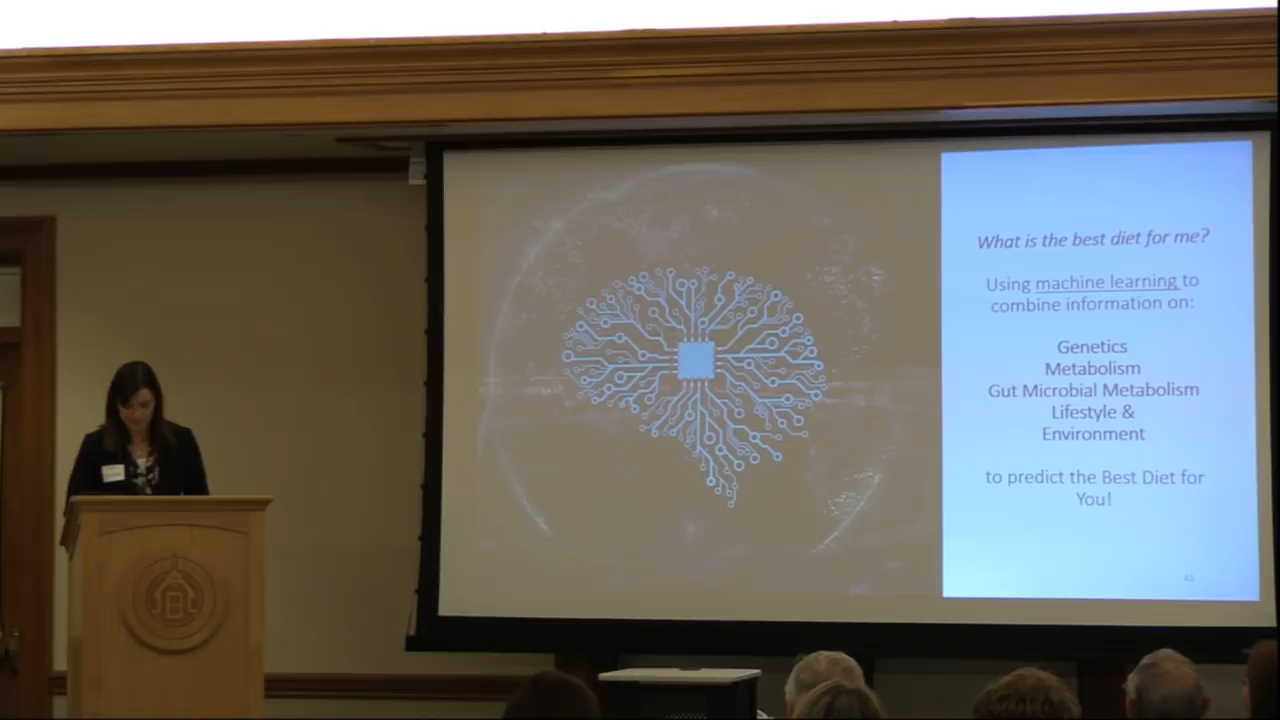 What is the best diet for me?
Using machine learning to
combine information on:
Genetics
Metabolism
Gut Microbial Metabolism
Lifestyle &
Environment
to predict the Best Diet for
You!